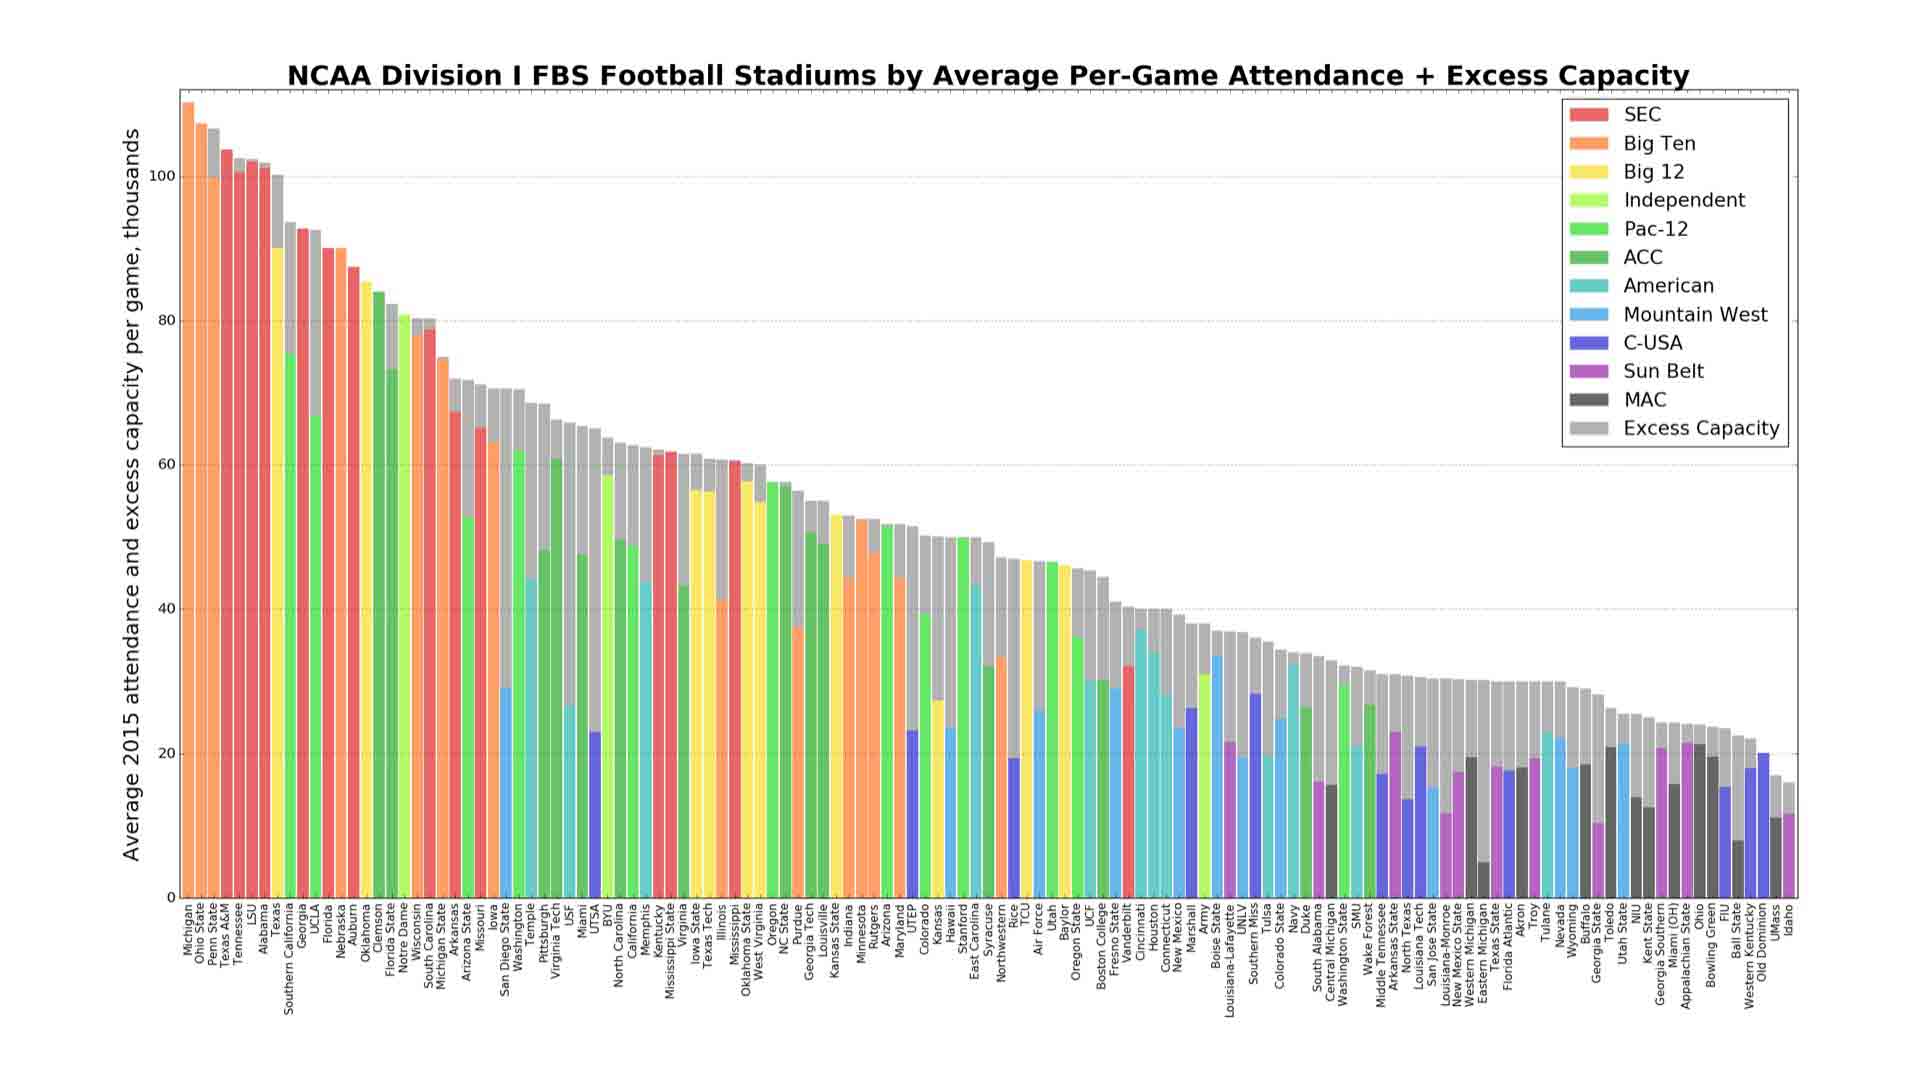 NCAA Division I FBS Football Stadiums by Average Per-Game Attendance + Excess Capacity
Average 2015 attendance and excess capacity per game, thousands
100
80
60
40
20
0
SEC
Big Ten
Big 12
Independent
Pac-12
ACC
American
Mountain West
C-USA
Sun Belt
MAC
Excess Capacity
Michigan
Ohio State
Penn State
Texas A&M
Tennessee
LSU
Alabama
Texas
Southern California
Georgia
UCLA
Florida
Nebraska
Auburn
Oklahoma
Clemson
Florida State
Notre Dame
Wisconsin
South Carolina
Michigan State
Arkansas
Arizona State
Missouri
Iowa
San Diego State
Washington
Temple
Pittsburgh
Virginia Tech
USF
Miami
UTSA
BYU
North Carolina
California
Memphis
Kentucky
Mississippi State
Virginia
Iowa State
Texas Tech
Illinois
Mississippi
Oklahoma State
West Virginia
Oregon
NC State
Purdue
Georgia Tech
Louisville
Kansas State
Indiana
Minnesota
Rutgers
Arizona
Maryland
UTEP
Colorado
Kansas
Hawaii
Stanford
East Carolina
Syracuse
Northwestern
Rice
TCU
Air Force
Utah
Baylor
Oregon State
UCF
Boston College
Fresno State
Vanderbilt
Cincinnati
Houston
Connecticut
New Mexico
Marshall
Army
Boise State
Louisiana-Lafayette
UNLV
Southern Miss
Tulsa
Colorado State
Navy
Duke
South Alabama
Central Michigan
Washington State
SMU
Wake Forest
Middle Tennessee
Arkansas State
North Texas
Louisiana Tech
San Jose State
Louisiana-Monroe
New Mexico State
Western Michigan
Eastern Michigan
Texas State
Florida Atlantic
Akron
Troy
Tulane
Nevada
Wyoming
Buffalo
Georgia State
Toledo
Utah State
NIU
Kent State
Georgia Southern
Miami (OH)
Appalachian State
Ohio
Bowling Green
FIU
Ball State
Western Kentucky
Old Dominion
UMass
Idaho